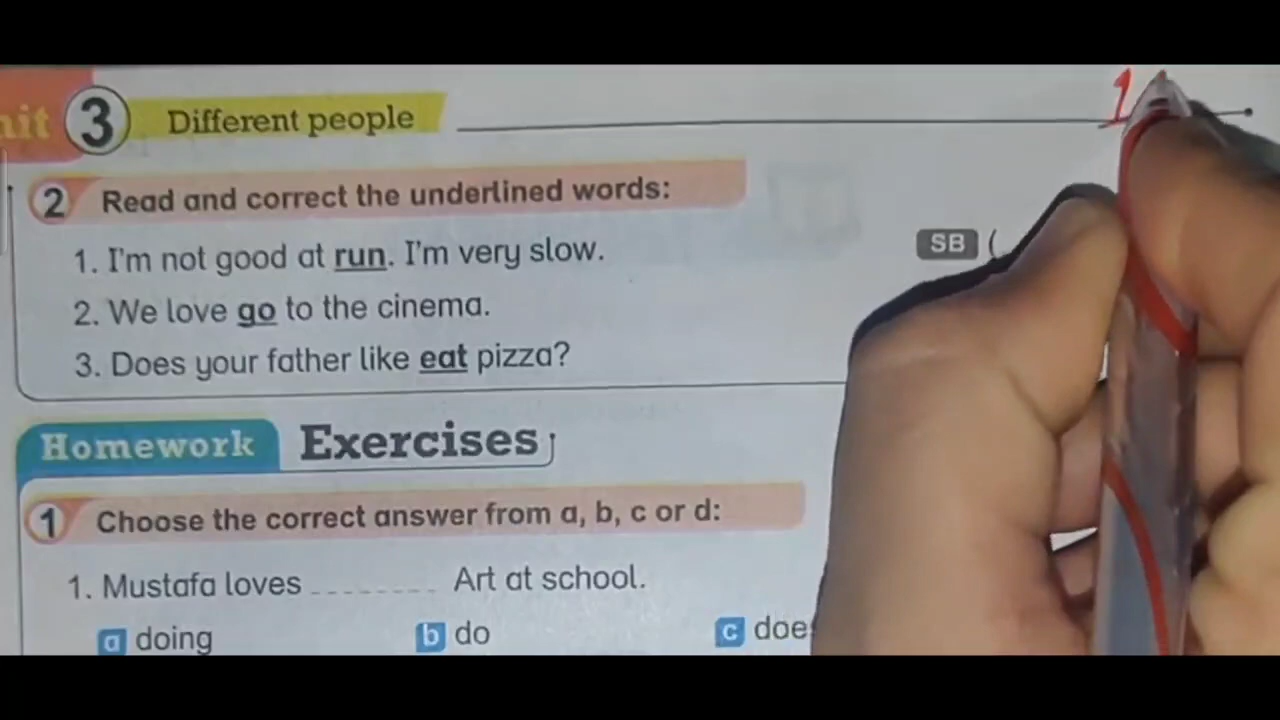 nit 3 Different people
2 Read and correct the underlined words:
1. I'm not good at run. I'm very slow.
SB (
2. We love go to the cinema.
3. Does your father like eat pizza?
Homework Exercises
1 Choose the correct answer from a, b, c or d:
1. Mustafa loves -------- Art at school.
a doing b do c doe